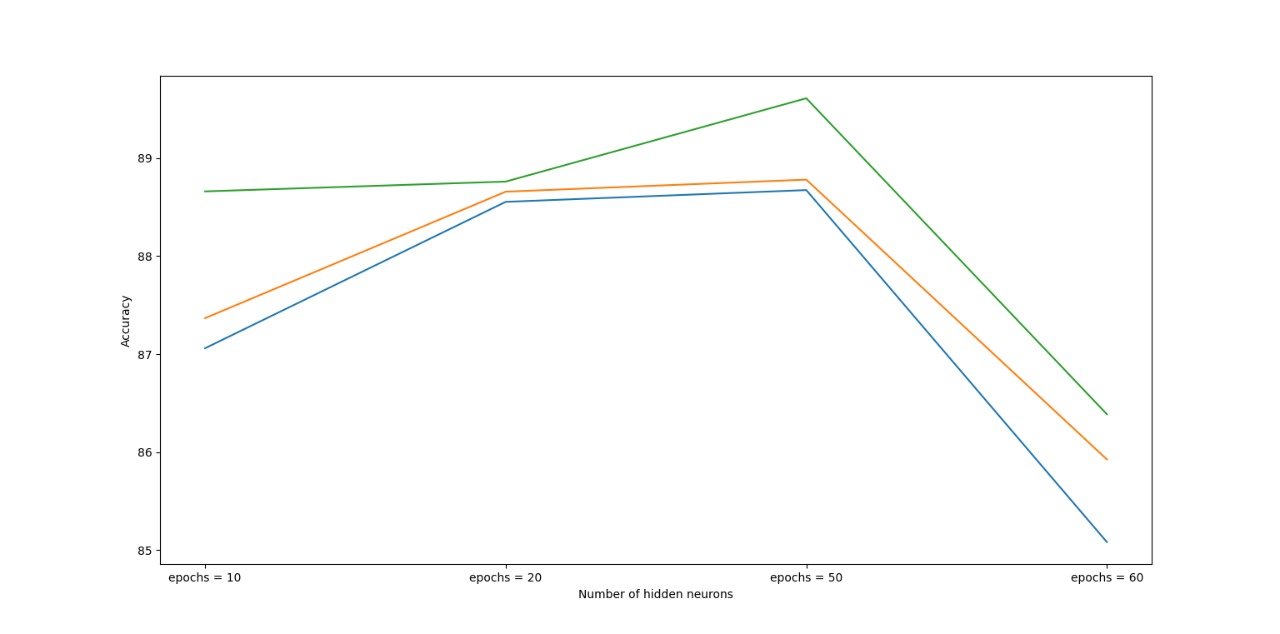 89
88
87
86
85
Accuracy
epochs = 10
epochs = 20
epochs = 50
epochs = 60
Number of hidden neurons